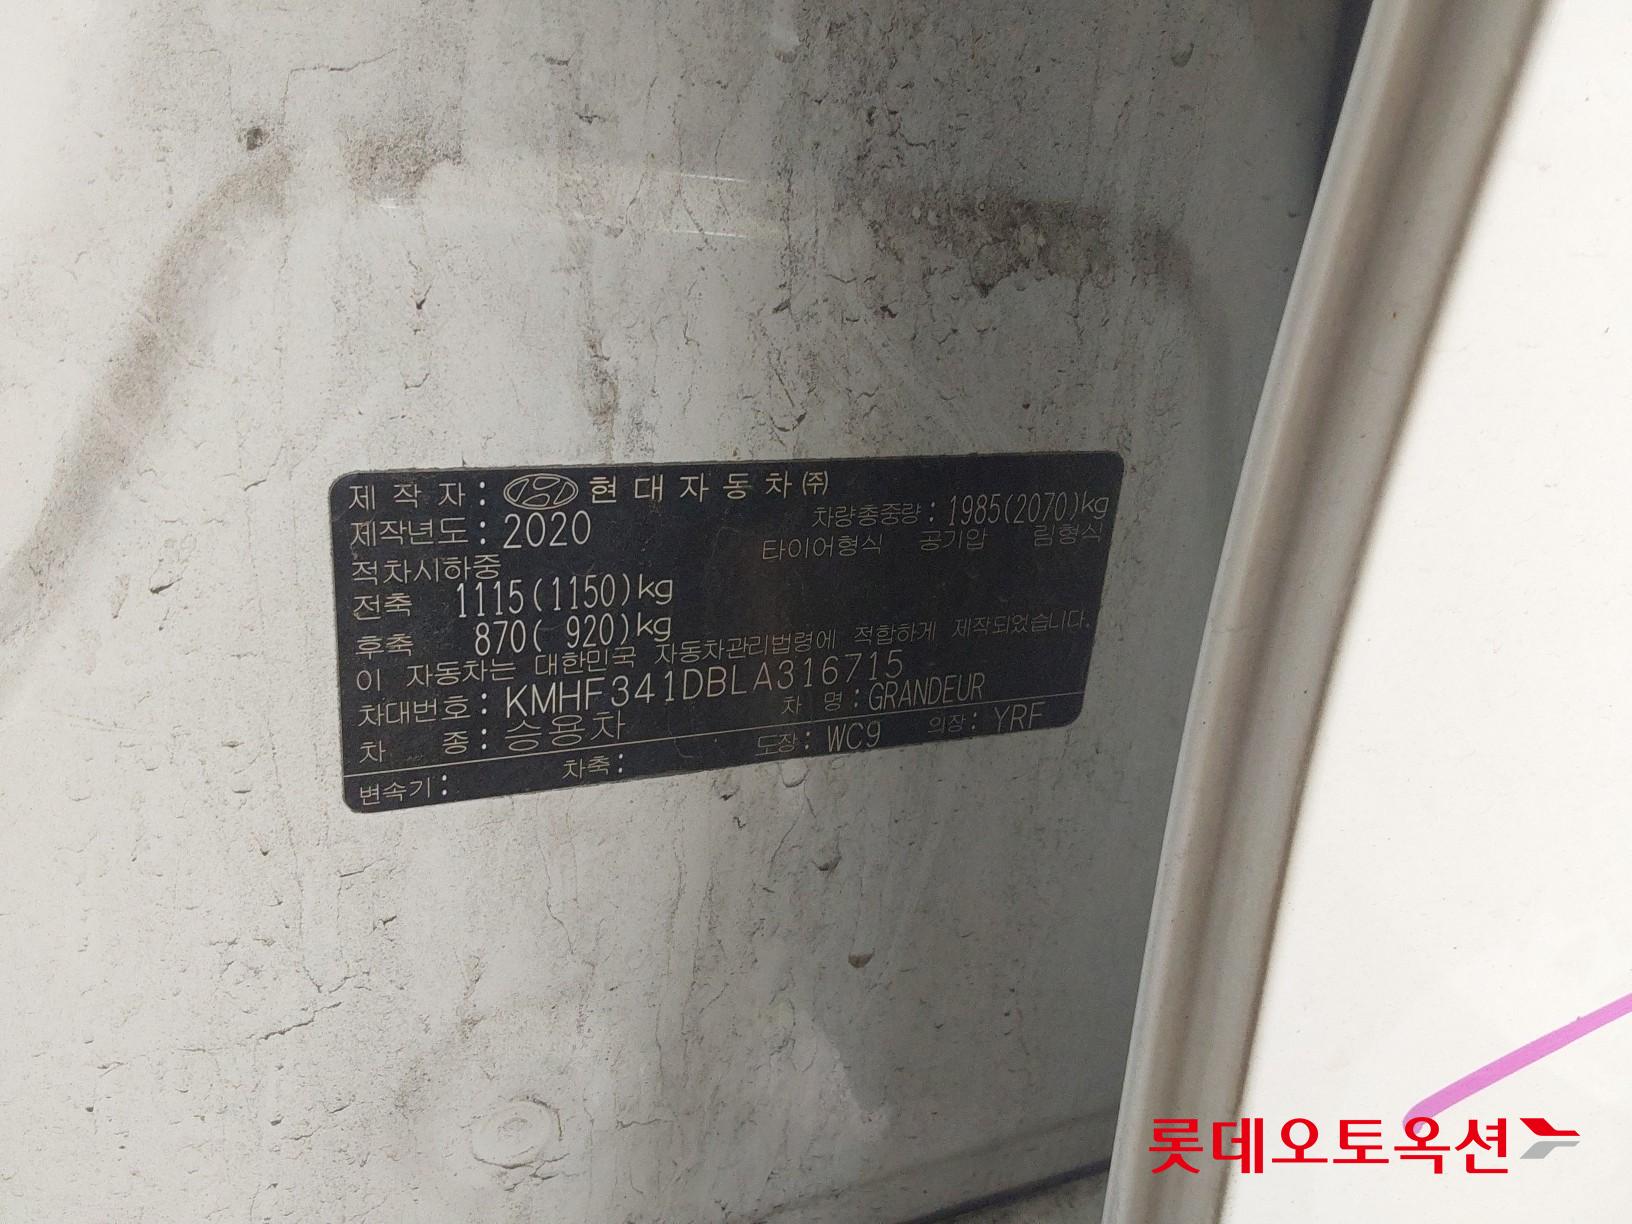 제 작 자 : 현대자동차㈜
제작년도 : 2020
차량총중량 : 1985(2070)kg
적차시하중
타이어형식 공기압 림형식
전축 1115(1150)kg
후축 870( 920)kg
이 자동차는 대한민국 자동차관리법령에 적합하게 제작되었습니다.
차대번호 : KMHF341DBLA316715
차 종 : 승용차 차 명 : GRANDEUR
변속기 : 차축 : 도장 : WC9 의장 : YRF
롯데오토옥션